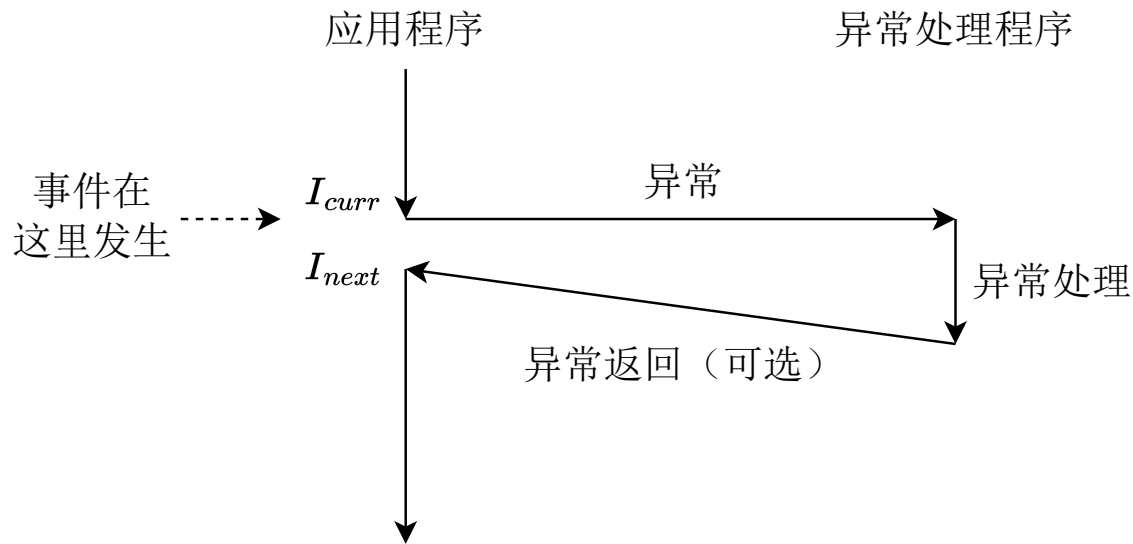 应用程序
异常处理程序
事件在
这里发生
I_curr
异常
I_next
异常处理
异常返回（可选）